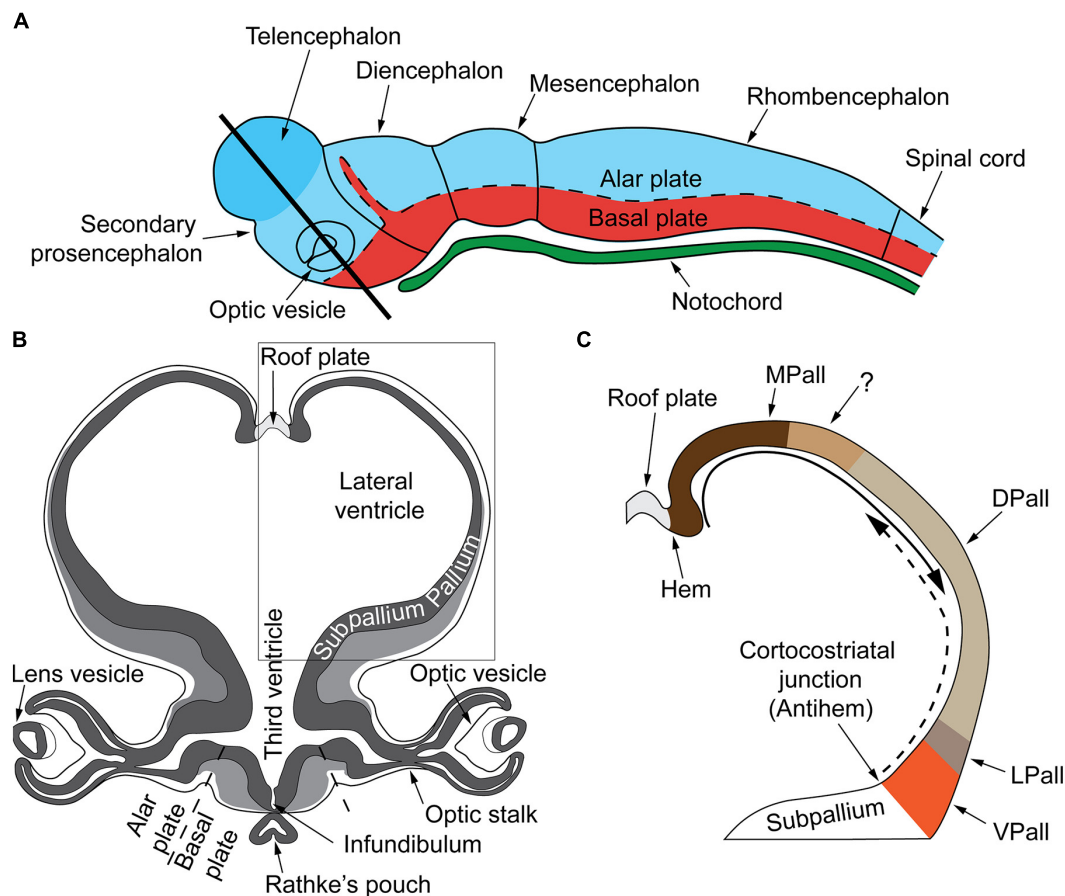 A
Telencephalon
Diencephalon
Mesencephalon
Rhombencephalon
Spinal cord
Alar plate
Basal plate
Secondary
prosencephalon
Optic vesicle
Notochord
B
Roof plate
Lateral
ventricle
Subpallium Pallium
Third ventricle
Lens vesicle
Optic vesicle
Alar
plate
Basal
plate
Optic stalk
Infundibulum
Rathke's pouch
C
MPall
?
Roof plate
DPall
Hem
Cortocostriatal
junction
(Antihem)
LPall
Subpallium
VPall